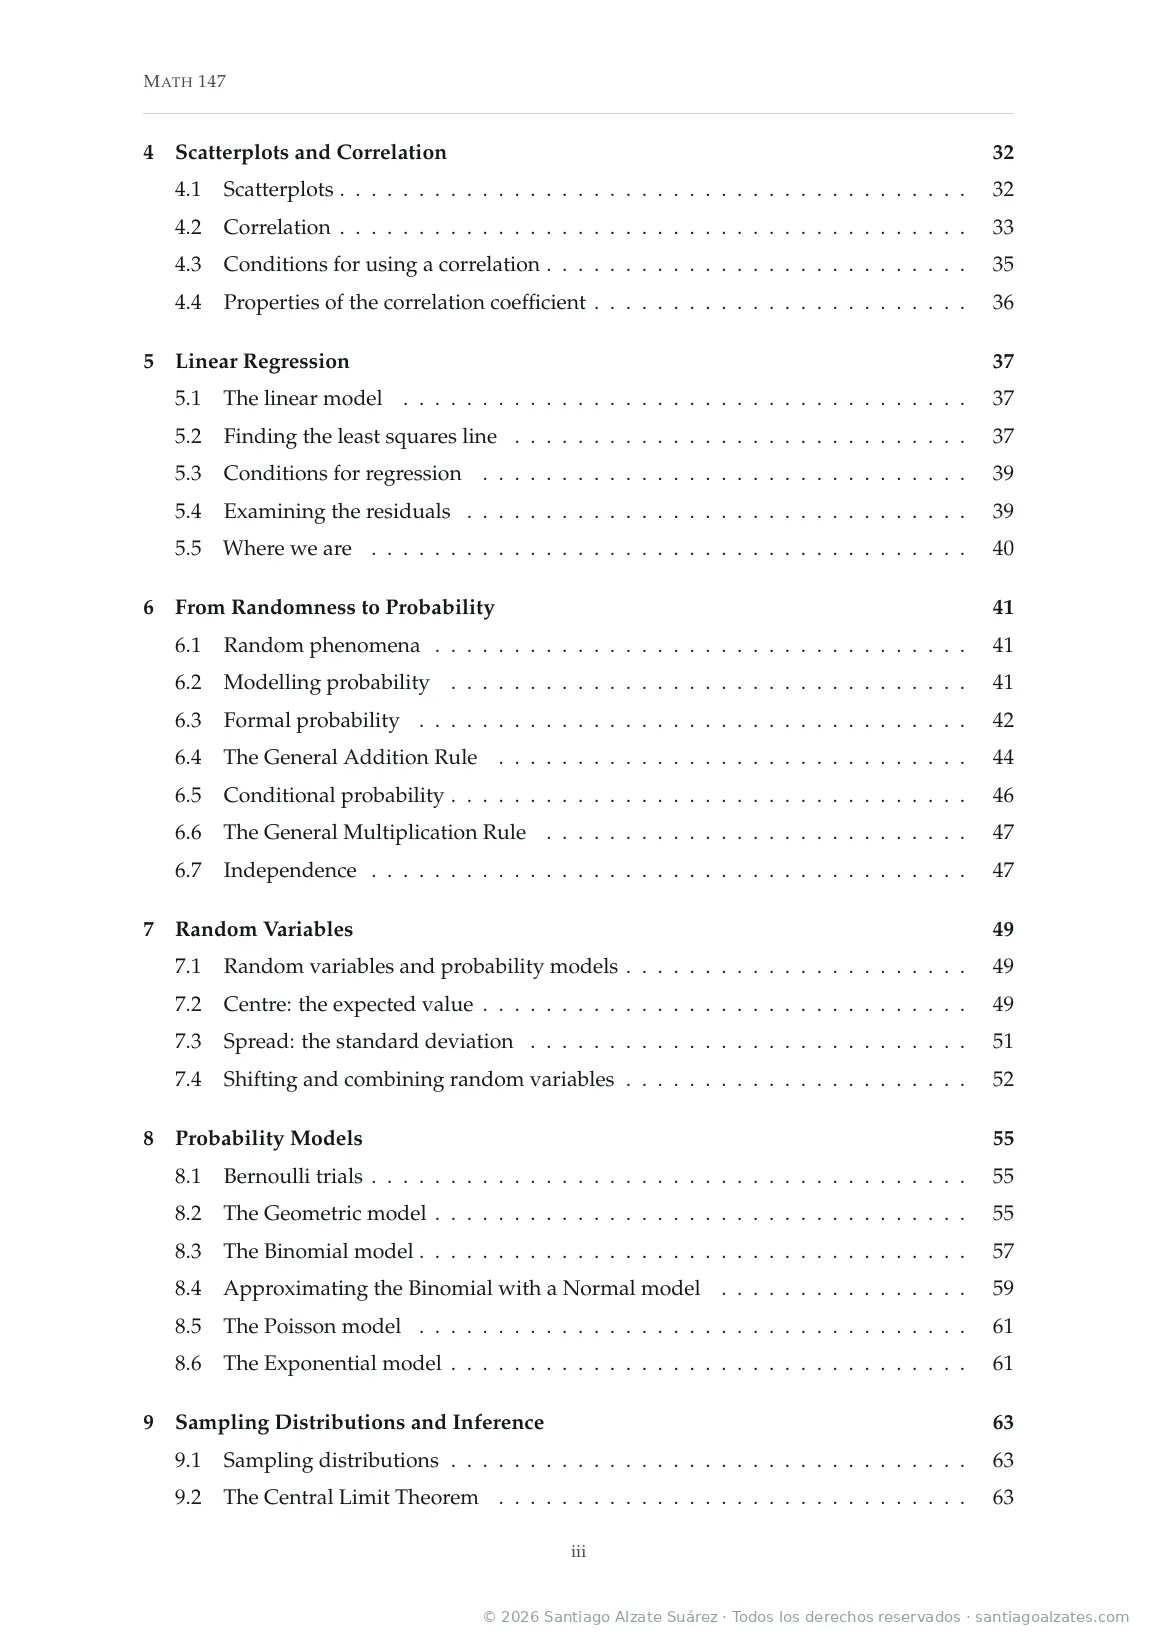 MATH 147
4 Scatterplots and Correlation 32
4.1 Scatterplots . . . . . . . . . . . . . . . . . . . . . . . . . . . . . . . . . . . . . . . . 32
4.2 Correlation . . . . . . . . . . . . . . . . . . . . . . . . . . . . . . . . . . . . . . . . 33
4.3 Conditions for using a correlation . . . . . . . . . . . . . . . . . . . . . . . . . . . 35
4.4 Properties of the correlation coefficient . . . . . . . . . . . . . . . . . . . . . . . . 36
5 Linear Regression 37
5.1 The linear model . . . . . . . . . . . . . . . . . . . . . . . . . . . . . . . . . . . . 37
5.2 Finding the least squares line . . . . . . . . . . . . . . . . . . . . . . . . . . . . . 37
5.3 Conditions for regression . . . . . . . . . . . . . . . . . . . . . . . . . . . . . . . 39
5.4 Examining the residuals . . . . . . . . . . . . . . . . . . . . . . . . . . . . . . . . 39
5.5 Where we are . . . . . . . . . . . . . . . . . . . . . . . . . . . . . . . . . . . . . . 40
6 From Randomness to Probability 41
6.1 Random phenomena . . . . . . . . . . . . . . . . . . . . . . . . . . . . . . . . . . 41
6.2 Modelling probability . . . . . . . . . . . . . . . . . . . . . . . . . . . . . . . . . 41
6.3 Formal probability . . . . . . . . . . . . . . . . . . . . . . . . . . . . . . . . . . . 42
6.4 The General Addition Rule . . . . . . . . . . . . . . . . . . . . . . . . . . . . . . 44
6.5 Conditional probability . . . . . . . . . . . . . . . . . . . . . . . . . . . . . . . . . 46
6.6 The General Multiplication Rule . . . . . . . . . . . . . . . . . . . . . . . . . . . 47
6.7 Independence . . . . . . . . . . . . . . . . . . . . . . . . . . . . . . . . . . . . . . 47
7 Random Variables 49
7.1 Random variables and probability models . . . . . . . . . . . . . . . . . . . . . . 49
7.2 Centre: the expected value . . . . . . . . . . . . . . . . . . . . . . . . . . . . . . . 49
7.3 Spread: the standard deviation . . . . . . . . . . . . . . . . . . . . . . . . . . . . 51
7.4 Shifting and combining random variables . . . . . . . . . . . . . . . . . . . . . . 52
8 Probability Models 55
8.1 Bernoulli trials . . . . . . . . . . . . . . . . . . . . . . . . . . . . . . . . . . . . . . 55
8.2 The Geometric model . . . . . . . . . . . . . . . . . . . . . . . . . . . . . . . . . . 55
8.3 The Binomial model . . . . . . . . . . . . . . . . . . . . . . . . . . . . . . . . . . . 57
8.4 Approximating the Binomial with a Normal model . . . . . . . . . . . . . . . . 59
8.5 The Poisson model . . . . . . . . . . . . . . . . . . . . . . . . . . . . . . . . . . . 61
8.6 The Exponential model . . . . . . . . . . . . . . . . . . . . . . . . . . . . . . . . . 61
9 Sampling Distributions and Inference 63
9.1 Sampling distributions . . . . . . . . . . . . . . . . . . . . . . . . . . . . . . . . . 63
9.2 The Central Limit Theorem . . . . . . . . . . . . . . . . . . . . . . . . . . . . . . 63
iii
© 2026 Santiago Alzate Suárez · Todos los derechos reservados · santiagoalzates.com